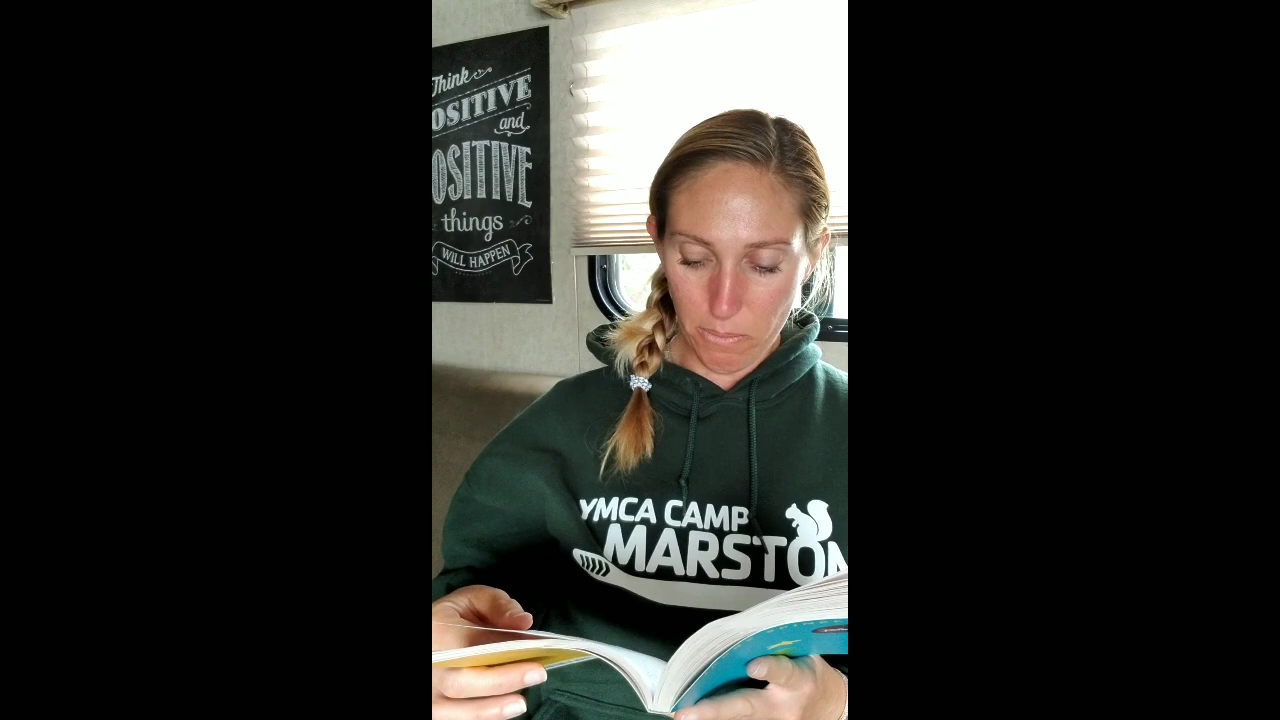 Think
OSITIVE
and
OSITIVE
things
WILL HAPPEN
YMCA CAMP
MARSTON